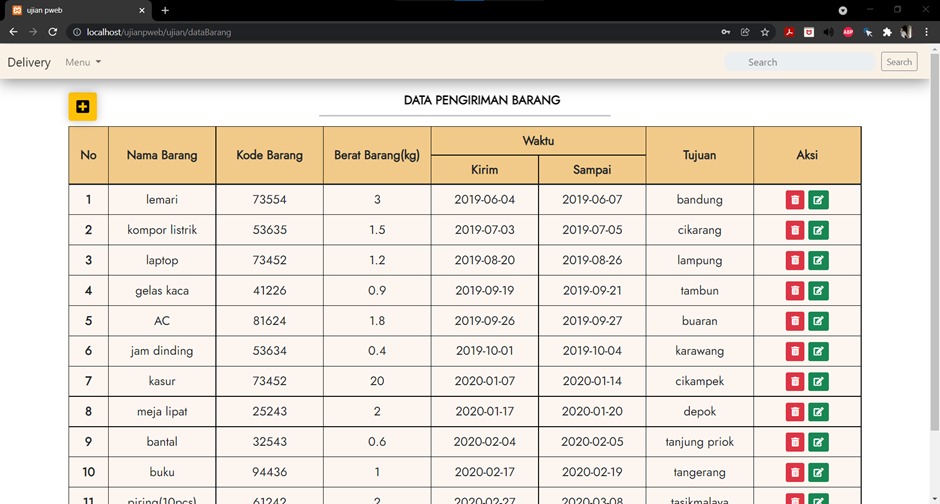 ujian pweb
localhost/ujianpweb/ujian/dataBarang
ABP
Delivery Menu Search Search
DATA PENGIRIMAN BARANG
No Nama Barang Kode Barang Berat Barang(kg) Waktu Tujuan Aksi
Kirim Sampai
1 lemari 73554 3 2019-06-04 2019-06-07 bandung
2 kompor listrik 53635 1.5 2019-07-03 2019-07-05 cikarang
3 laptop 73452 1.2 2019-08-20 2019-08-26 lampung
4 gelas kaca 41226 0.9 2019-09-19 2019-09-21 tambun
5 AC 81624 1.8 2019-09-26 2019-09-27 buaran
6 jam dinding 53634 0.4 2019-10-01 2019-10-04 karawang
7 kasur 73452 20 2020-01-07 2020-01-14 cikampek
8 meja lipat 25243 2 2020-01-17 2020-01-20 depok
9 bantal 32543 0.6 2020-02-04 2020-02-05 tanjung priok
10 buku 94436 1 2020-02-17 2020-02-19 tangerang
11 piring(10pcs) 61242 2 2020-02-27 2020-03-08 tasikmalaya